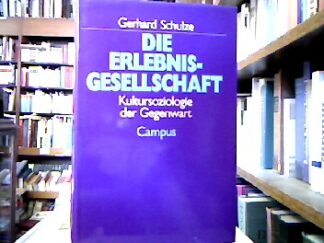 Gerhard Schulze
DIE
ERLEBNIS-
GESELLSCHAFT
Kultursoziologie
der Gegenwart
Campus